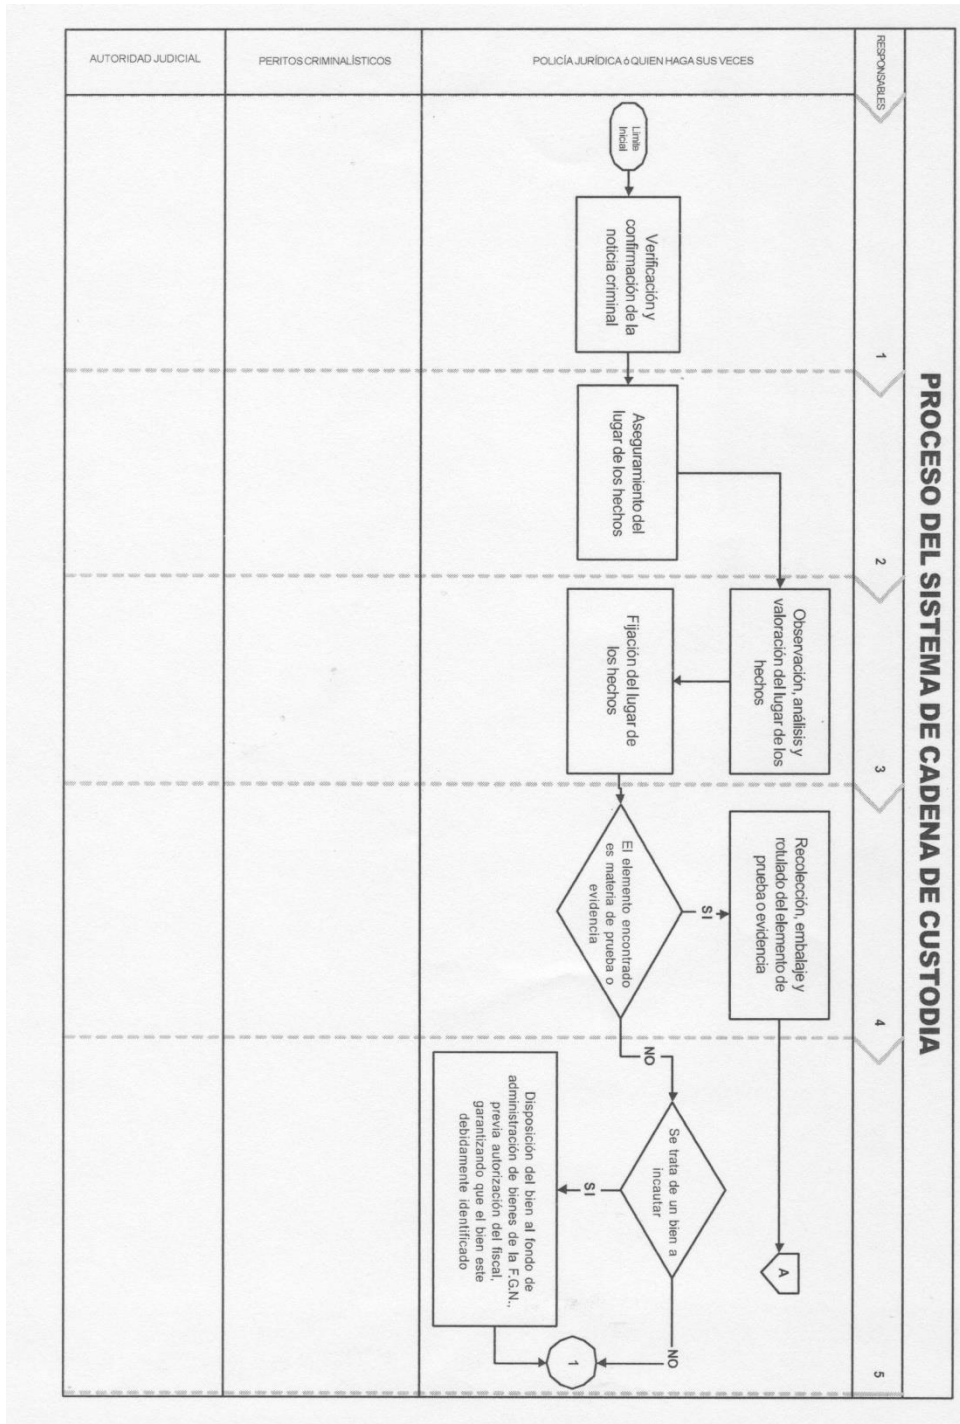 PROCESO DEL SISTEMA DE CADENA DE CUSTODIA
RESPONSABLES
1
2
3
4
5
POLICÍA JURÍDICA ó QUIEN HAGA SUS VECES
PERITOS CRIMINALÍSTICOS
AUTORIDAD JUDICIAL
Límite
Inicial
Verificación y
confirmación de la
noticia criminal
Aseguramiento del
lugar de los hechos
Observación, análisis y
valoración del lugar de los
hechos
Fijación del lugar de
los hechos
El elemento encontrado
es materia de prueba o
evidencia
SI
Recolección, embalaje y
rotulado del elemento de
prueba o evidencia
A
NO
Se trata de un bien a
incautar
SI
Disposición del bien al fondo de
administración de bienes de la F.G.N.,
previa autorización del fiscal,
garantizando que el bien este
debidamente identificado
NO
1